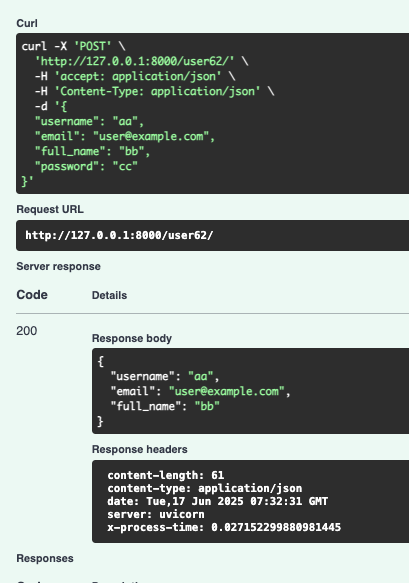 Curl
curl -X 'POST' \
'http://127.0.0.1:8000/user62/' \
-H 'accept: application/json' \
-H 'Content-Type: application/json' \
-d '{
"username": "aa",
"email": "user@example.com",
"full_name": "bb",
"password": "cc"
}'
Request URL
http://127.0.0.1:8000/user62/
Server response
Code Details
200
Response body
{
"username": "aa",
"email": "user@example.com",
"full_name": "bb"
}
Response headers
content-length: 61
content-type: application/json
date: Tue,17 Jun 2025 07:32:31 GMT
server: uvicorn
x-process-time: 0.027152299880981445
Responses